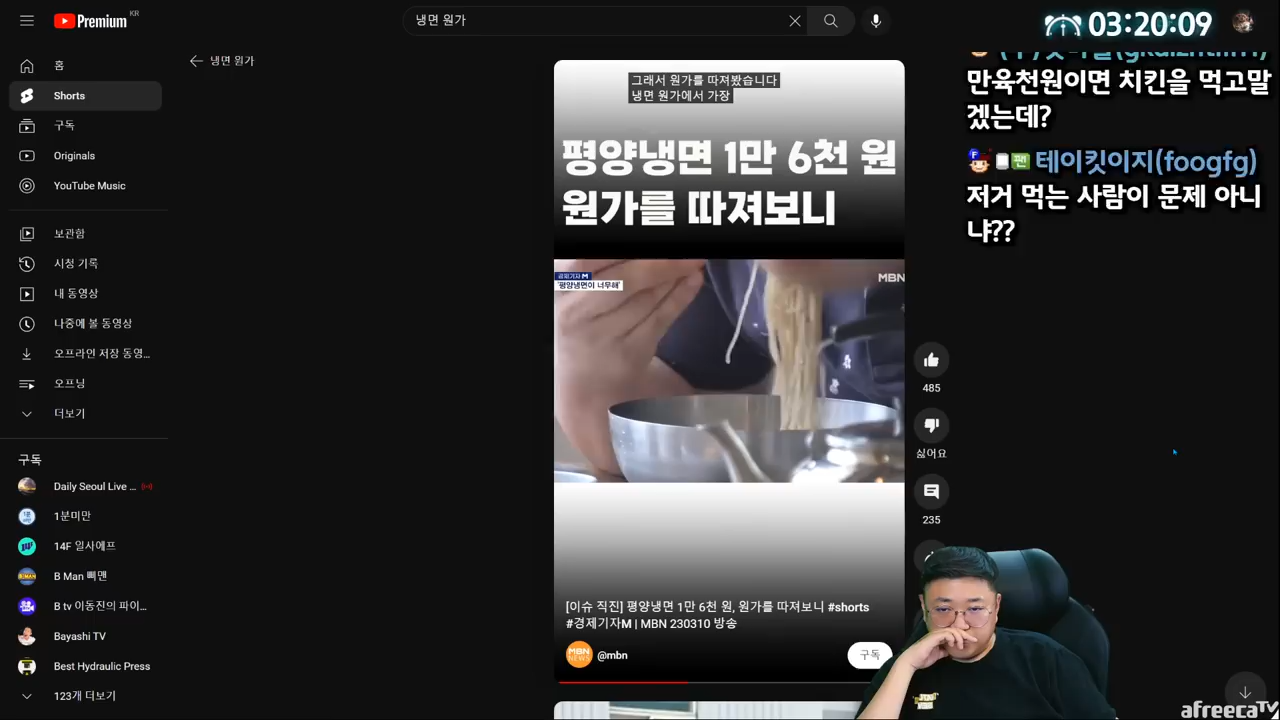 Premium KR
냉면 원가
03:20:09
홈
Shorts
구독
Originals
YouTube Music
보관함
시청 기록
내 동영상
나중에 볼 동영상
오프라인 저장 동영...
오프닝
더보기
구독
Daily Seoul Live ...
1분미만
14F 일사에프
B Man 삐맨
B tv 이동진의 파이...
Bayashi TV
Best Hydraulic Press
123개 더보기
냉면 원가
그래서 원가를 따져봤습니다
냉면 원가에서 가장
평양냉면 1만 6천 원
원가를 따져보니
경제기자M
'평양냉면이 너무해'
MBN
485
싫어요
235
[이슈 직진] 평양냉면 1만 6천 원, 원가를 따져보니 #shorts
#경제기자M | MBN 230310 방송
MBN
NEWS
@mbn
구독
만육천원이면 치킨을 먹고말
겠는데?
팬 테이킷이지(foogfg)
저거 먹는 사람이 문제 아니
냐??
afreecaTV